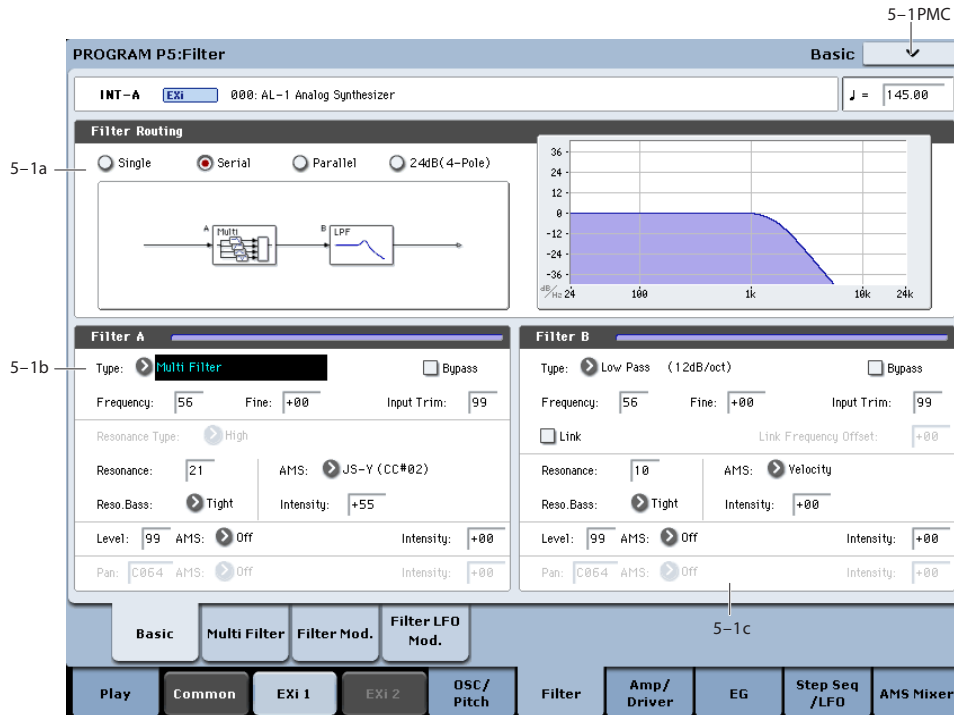 5–1PMC
PROGRAM P5:Filter
Basic
INT-A EXi 000: AL-1 Analog Synthesizer
♩ = 145.00
Filter Routing
5–1a
Single Serial Parallel 24dB(4-Pole)
A Multi B LPF
36
24
12
0
-12
-24
-36
dB/Hz 24 100 1k 10k 24k
Filter A
5–1b
Type: Multi Filter Bypass
Frequency: 56 Fine: +00 Input Trim: 99
Resonance Type: High
Resonance: 21 AMS: JS-Y (CC#02)
Reso.Bass: Tight Intensity: +55
Level: 99 AMS: Off Intensity: +00
Pan: C064 AMS: Off Intensity: +00
Filter B
Type: Low Pass (12dB/oct) Bypass
Frequency: 56 Fine: +00 Input Trim: 99
Link Link Frequency Offset: +00
Resonance: 10 AMS: Velocity
Reso.Bass: Tight Intensity: +00
Level: 99 AMS: Off Intensity: +00
Pan: C064 AMS: Off Intensity: +00
5–1c
Basic Multi Filter Filter Mod. Filter LFO Mod.
Play Common EXi 1 EXi 2 OSC/ Pitch Filter Amp/ Driver EG Step Seq /LFO AMS Mixer